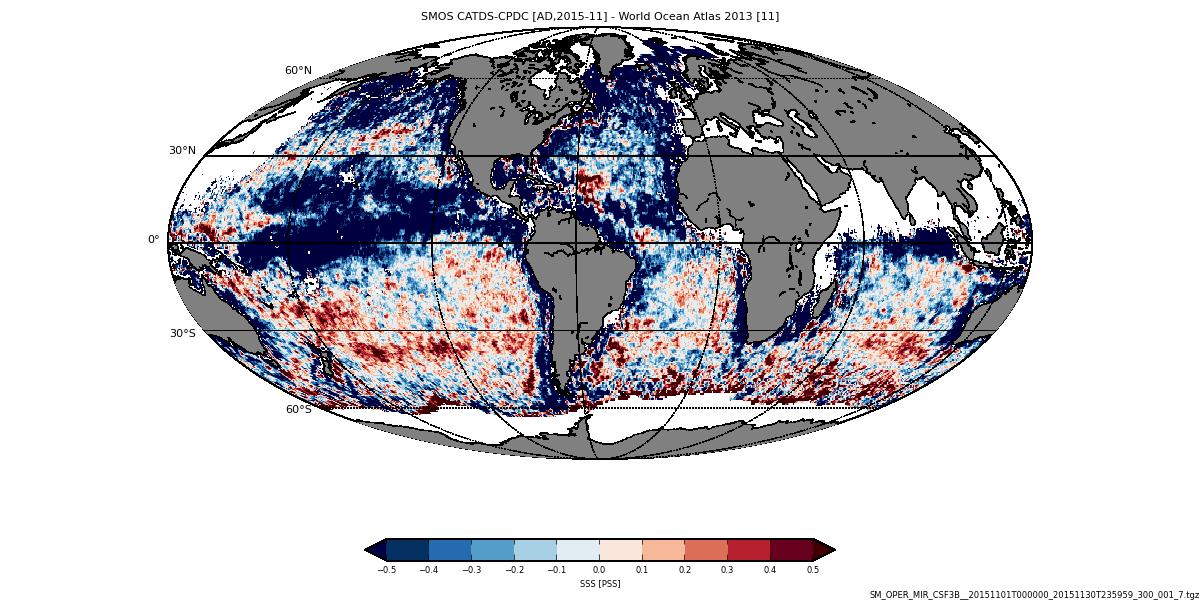 SMOS CATDS-CPDC [AD,2015-11] - World Ocean Atlas 2013 [11]
60°N
30°N
0°
30°S
60°S
−0.5 −0.4 −0.3 −0.2 −0.1 0.0 0.1 0.2 0.3 0.4 0.5
SSS [PSS]
SM_OPER_MIR_CSF3B__20151101T000000_20151130T235959_300_001_7.tgz